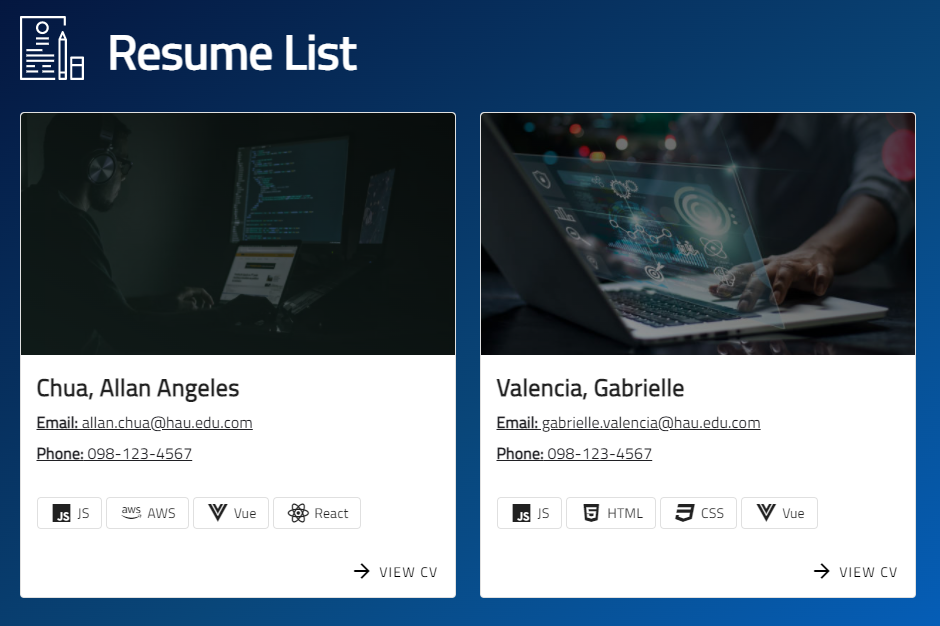 Resume List
Chua, Allan Angeles
Email: allan.chua@hau.edu.com
Phone: 098-123-4567
JS JS
aws AWS
Vue
React
VIEW CV
Valencia, Gabrielle
Email: gabrielle.valencia@hau.edu.com
Phone: 098-123-4567
JS JS
HTML
CSS
Vue
VIEW CV